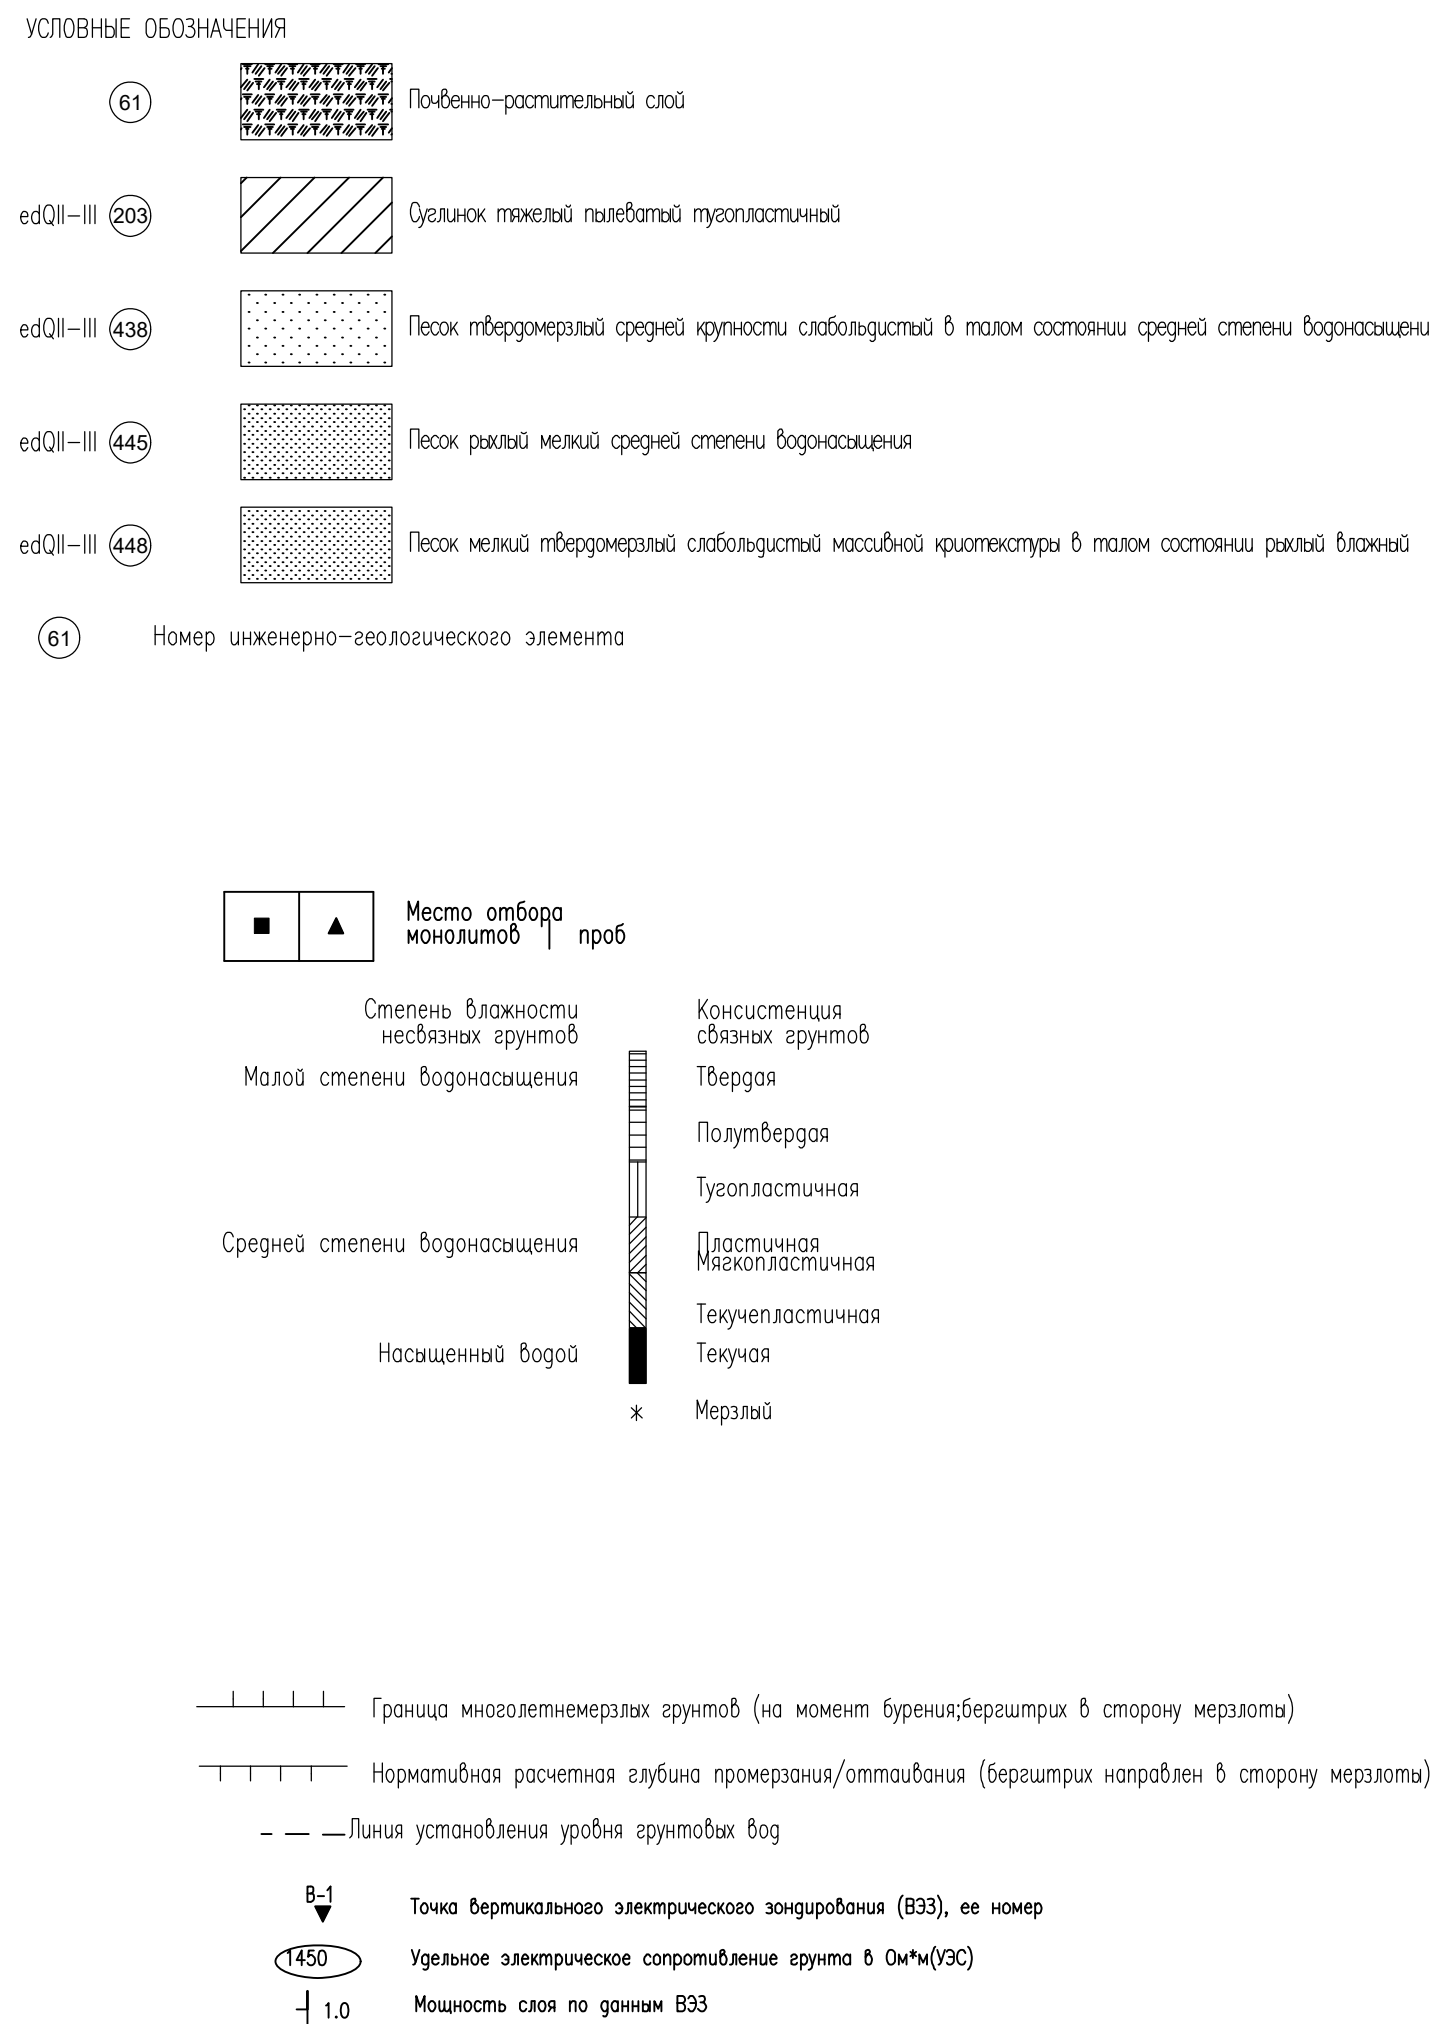 УСЛОВНЫЕ ОБОЗНАЧЕНИЯ
61 Почвенно-растительный слой
edQII-III 203 Суглинок тяжелый пылеватый тугопластичный
edQII-III 438 Песок твердомерзлый средней крупности слабольдистый в талом состоянии средней степени водонасыщени
edQII-III 445 Песок рыхлый мелкий средней степени водонасыщения
edQII-III 448 Песок мелкий твердомерзлый слабольдистый массивной криотекстуры в талом состоянии рыхлый влажный
61 Номер инженерно-геологического элемента
Место отбора
монолитов | проб
Степень влажности
несвязных грунтов
Консистенция
связных грунтов
Малой степени водонасыщения Твердая
Полутвердая
Тугопластичная
Средней степени водонасыщения Пластичная
Мягкопластичная
Текучепластичная
Насыщенный водой Текучая
* Мерзлый
Граница многолетнемерзлых грунтов (на момент бурения;бергштрих в сторону мерзлоты)
Нормативная расчетная глубина промерзания/оттаивания (бергштрих направлен в сторону мерзлоты)
Линия установления уровня грунтовых вод
В-1 Точка вертикального электрического зондирования (ВЭЗ), ее номер
1450 Удельное электрическое сопротивление грунта в Ом*м(УЭС)
1.0 Мощность слоя по данным ВЭЗ